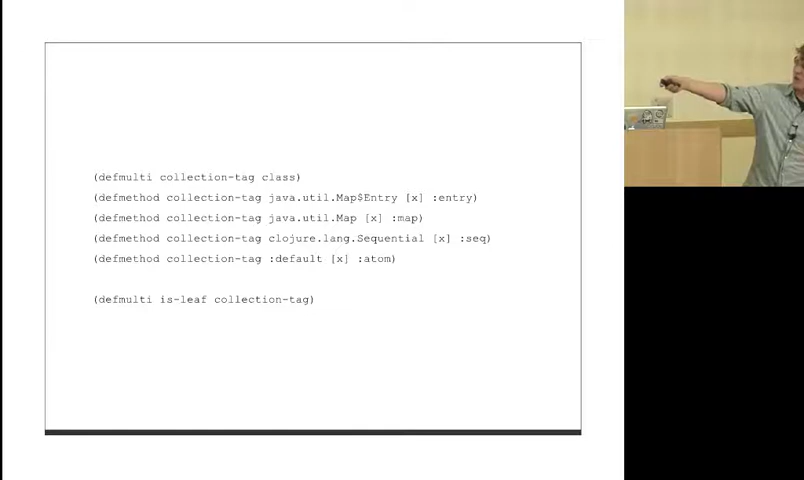 (defmulti collection-tag class)
(defmethod collection-tag java.util.Map$Entry [x] :entry)
(defmethod collection-tag java.util.Map [x] :map)
(defmethod collection-tag clojure.lang.Sequential [x] :seq)
(defmethod collection-tag :default [x] :atom)
(defmulti is-leaf collection-tag)